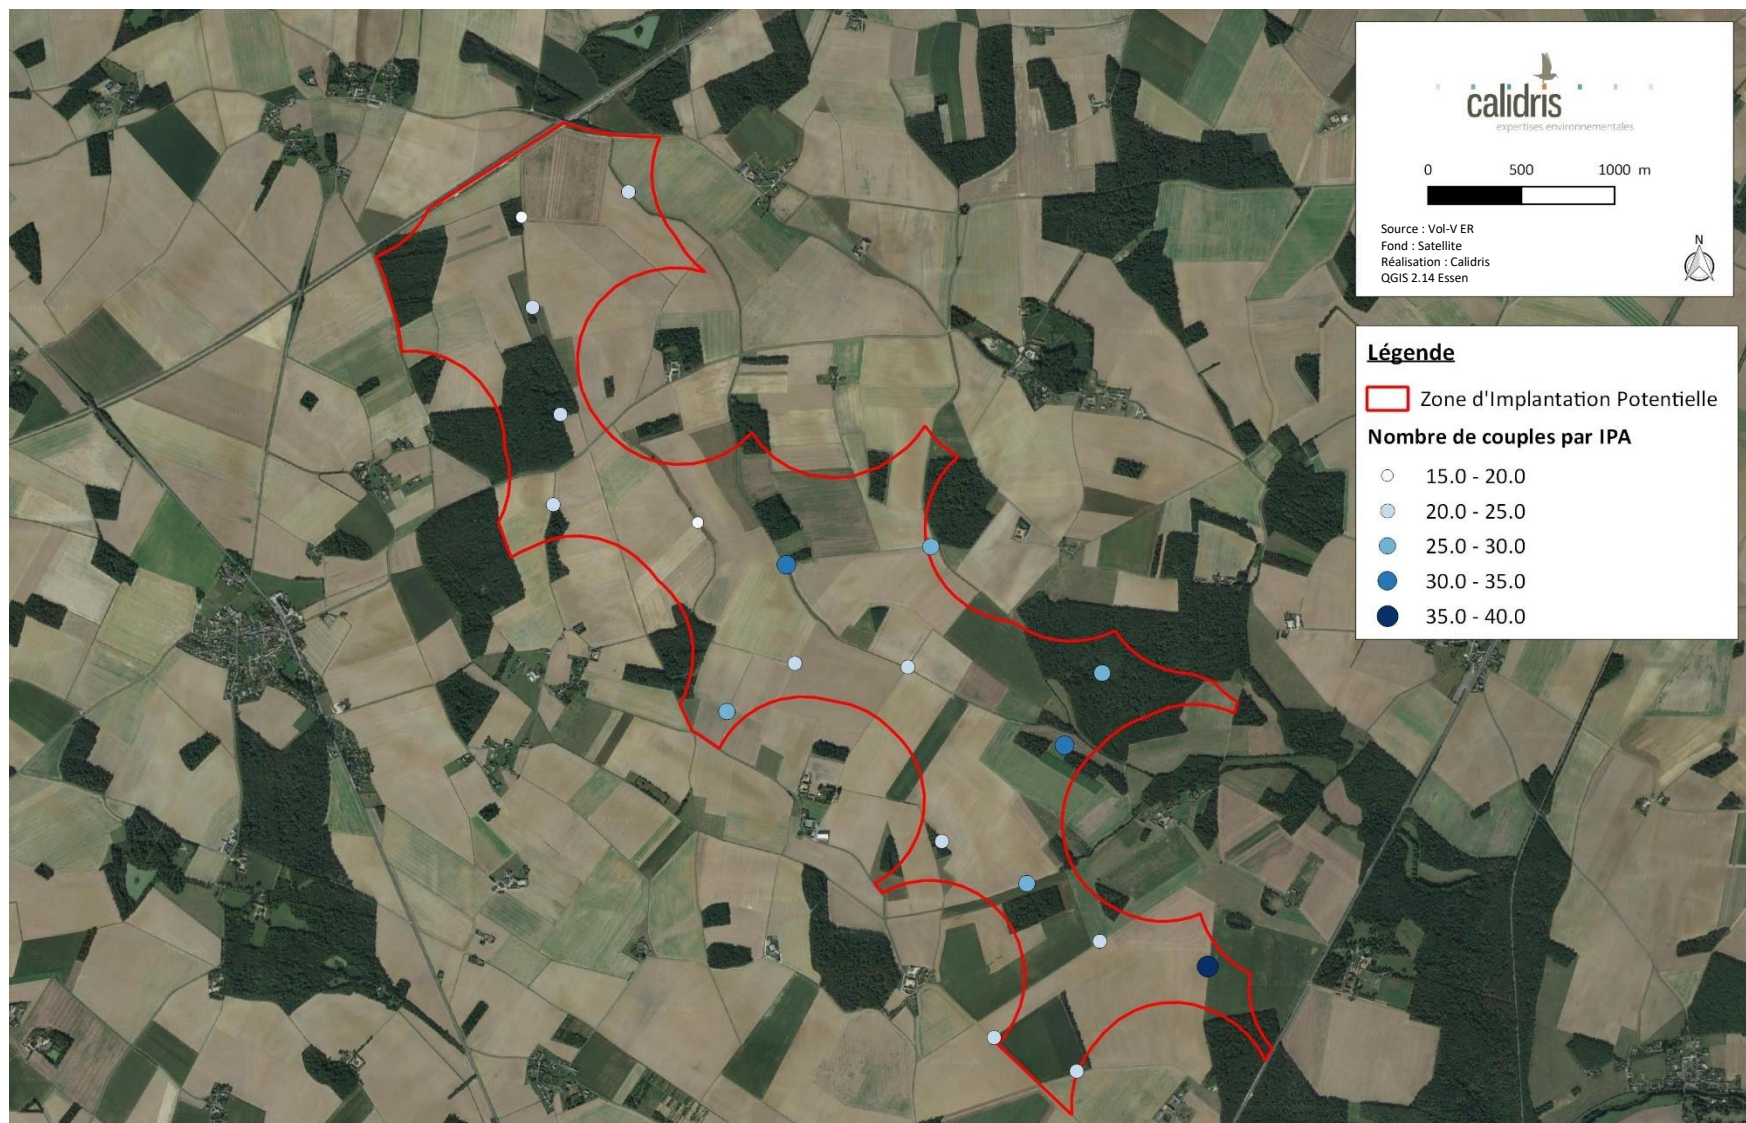 calidris
expertises environnementales
0 500 1000 m
Source : Vol-V ER
Fond : Satellite
Réalisation : Calidris
QGIS 2.14 Essen
N
Légende
Zone d'Implantation Potentielle
Nombre de couples par IPA
15.0 - 20.0
20.0 - 25.0
25.0 - 30.0
30.0 - 35.0
35.0 - 40.0